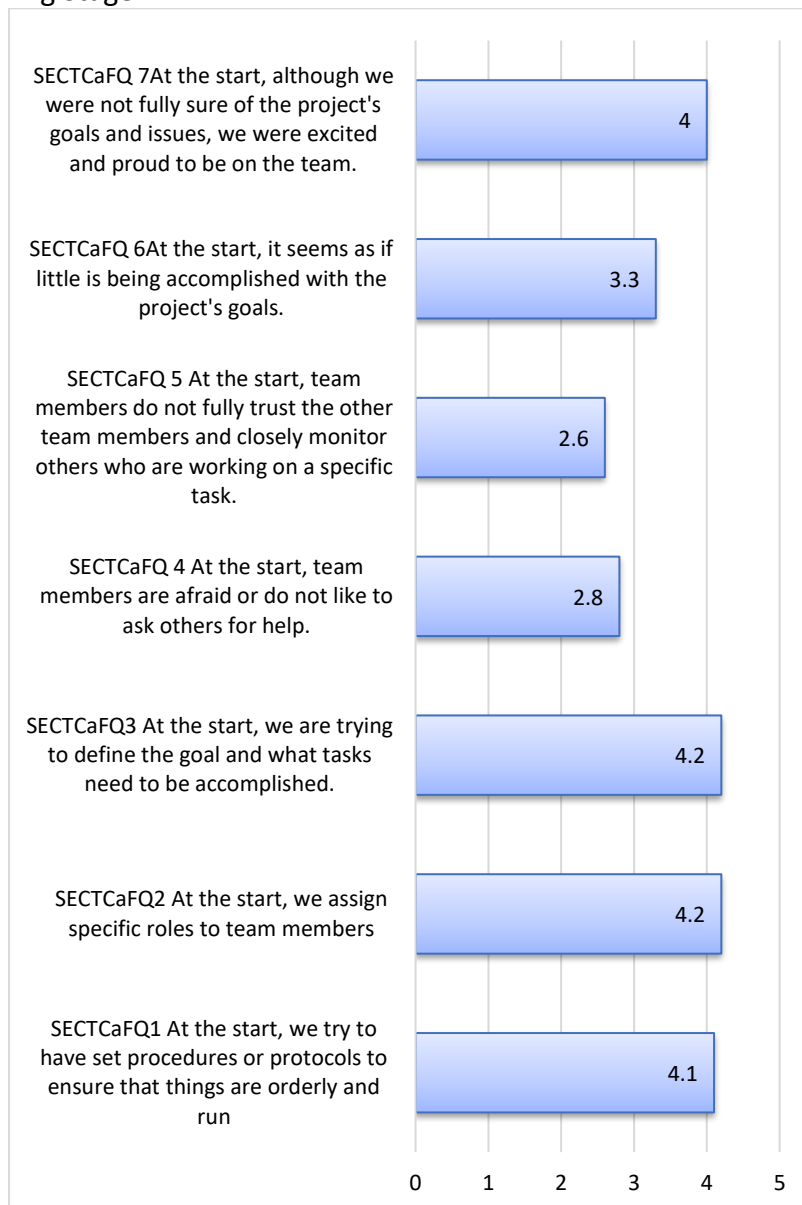 SECTCaFQ 7At the start, although we
were not fully sure of the project's
goals and issues, we were excited
and proud to be on the team.
4
SECTCaFQ 6At the start, it seems as if
little is being accomplished with the
project's goals.
3.3
SECTCaFQ 5 At the start, team
members do not fully trust the other
team members and closely monitor
others who are working on a specific
task.
2.6
SECTCaFQ 4 At the start, team
members are afraid or do not like to
ask others for help.
2.8
SECTCaFQ3 At the start, we are trying
to define the goal and what tasks
need to be accomplished.
4.2
SECTCaFQ2 At the start, we assign
specific roles to team members
4.2
SECTCaFQ1 At the start, we try to
have set procedures or protocols to
ensure that things are orderly and
run
4.1
0 1 2 3 4 5